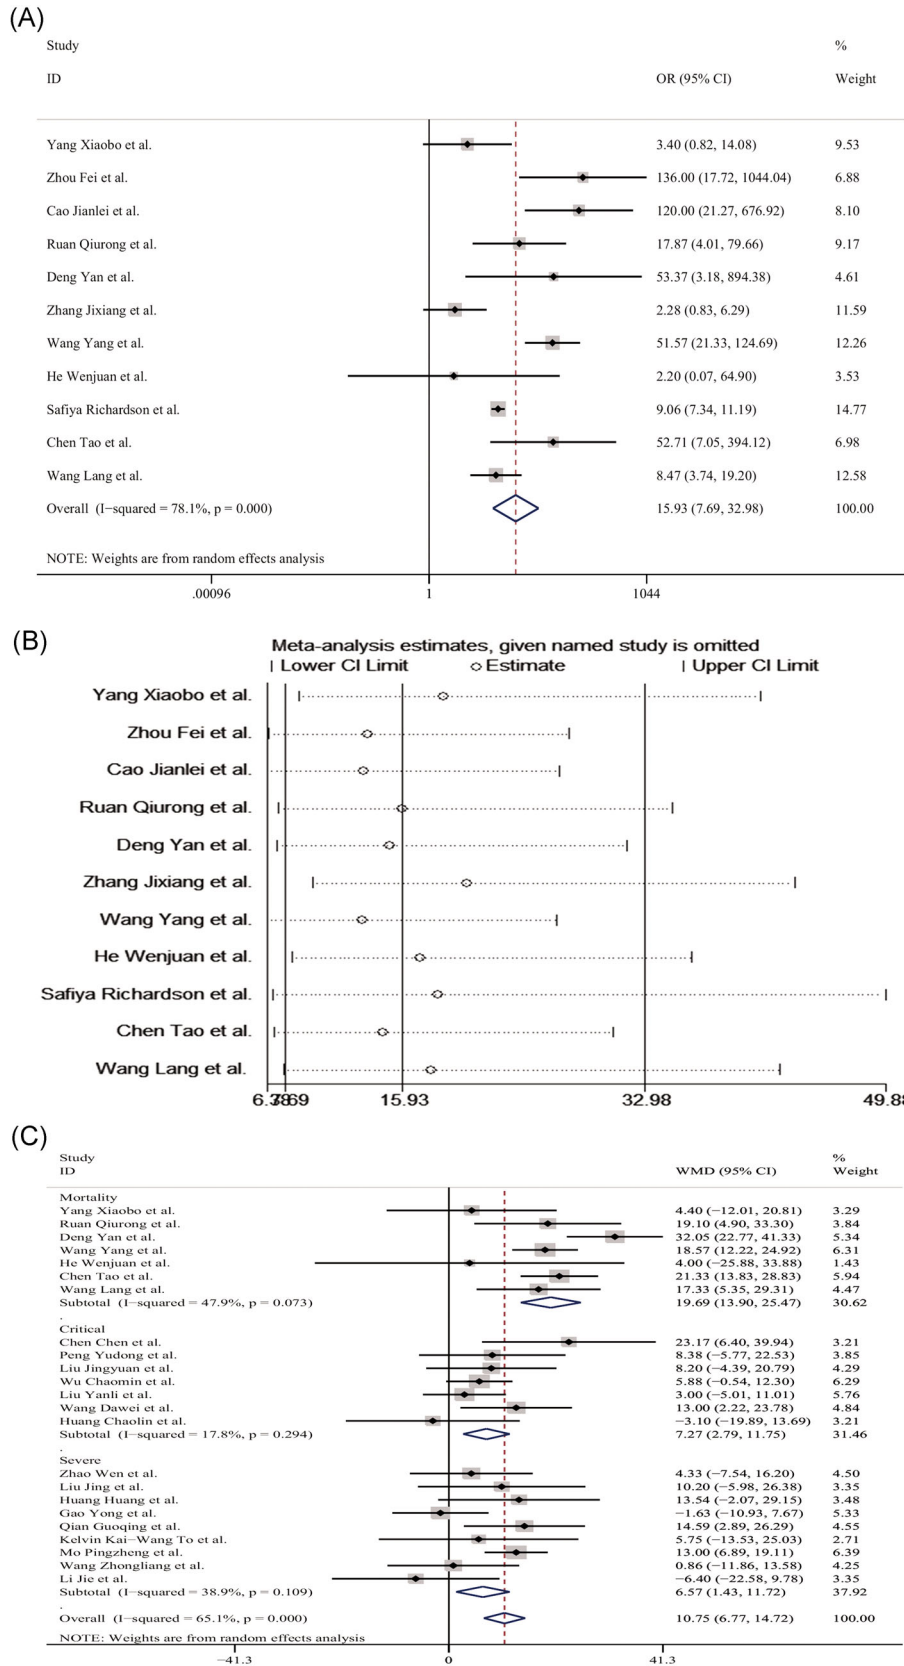 (A)
Study %
ID OR (95% CI) Weight
Yang Xiaobo et al. 3.40 (0.82, 14.08) 9.53
Zhou Fei et al. 136.00 (17.72, 1044.04) 6.88
Cao Jianlei et al. 120.00 (21.27, 676.92) 8.10
Ruan Qiurong et al. 17.87 (4.01, 79.66) 9.17
Deng Yan et al. 53.37 (3.18, 894.38) 4.61
Zhang Jixiang et al. 2.28 (0.83, 6.29) 11.59
Wang Yang et al. 51.57 (21.33, 124.69) 12.26
He Wenjuan et al. 2.20 (0.07, 64.90) 3.53
Safiya Richardson et al. 9.06 (7.34, 11.19) 14.77
Chen Tao et al. 52.71 (7.05, 394.12) 6.98
Wang Lang et al. 8.47 (3.74, 19.20) 12.58
Overall (I−squared = 78.1%, p = 0.000) 15.93 (7.69, 32.98) 100.00
NOTE: Weights are from random effects analysis
.00096 1 1044
(B)
Meta-analysis estimates, given named study is omitted
Lower CI Limit Estimate Upper CI Limit
Yang Xiaobo et al.
Zhou Fei et al.
Cao Jianlei et al.
Ruan Qiurong et al.
Deng Yan et al.
Zhang Jixiang et al.
Wang Yang et al.
He Wenjuan et al.
Safiya Richardson et al.
Chen Tao et al.
Wang Lang et al.
15.93 32.98 49.88
(C)
Study %
ID WMD (95% CI) Weight
Mortality
Yang Xiaobo et al. 4.40 (−12.01, 20.81) 3.29
Ruan Qiurong et al. 19.10 (4.90, 33.30) 3.84
Deng Yan et al. 32.05 (22.77, 41.33) 5.34
Wang Yang et al. 18.57 (12.22, 24.92) 6.31
He Wenjuan et al. 4.00 (−25.88, 33.88) 1.43
Chen Tao et al. 21.33 (13.83, 28.83) 5.94
Wang Lang et al. 17.33 (5.35, 29.31) 4.47
Subtotal (I−squared = 47.9%, p = 0.073) 19.69 (13.90, 25.47) 30.62
.
Critical
Chen Chen et al. 23.17 (6.40, 39.94) 3.21
Peng Yudong et al. 8.38 (−5.77, 22.53) 3.85
Liu Jingyuan et al. 8.20 (−4.39, 20.79) 4.29
Wu Chaomin et al. 5.88 (−0.54, 12.30) 6.29
Liu Yanli et al. 3.00 (−5.01, 11.01) 5.76
Wang Dawei et al. 13.00 (2.22, 23.78) 4.84
Huang Chaolin et al. −3.10 (−19.89, 13.69) 3.21
Subtotal (I−squared = 17.8%, p = 0.294) 7.27 (2.79, 11.75) 31.46
.
Severe
Zhao Wen et al. 4.33 (−7.54, 16.20) 4.50
Liu Jing et al. 10.20 (−5.98, 26.38) 3.35
Huang Huang et al. 13.54 (−2.07, 29.15) 3.48
Gao Yong et al. −1.63 (−10.93, 7.67) 5.33
Qian Guoqing et al. 14.59 (2.89, 26.29) 4.55
Kelvin Kai−Wang To et al. 5.75 (−13.53, 25.03) 2.71
Mo Pingzheng et al. 13.00 (6.89, 19.11) 6.39
Wang Zhongliang et al. 0.86 (−11.86, 13.58) 4.25
Li Jie et al. −6.40 (−22.58, 9.78) 3.35
Subtotal (I−squared = 38.9%, p = 0.109) 6.57 (1.43, 11.72) 37.92
.
Overall (I−squared = 65.1%, p = 0.000) 10.75 (6.77, 14.72) 100.00
NOTE: Weights are from random effects analysis
−41.3 0 41.3